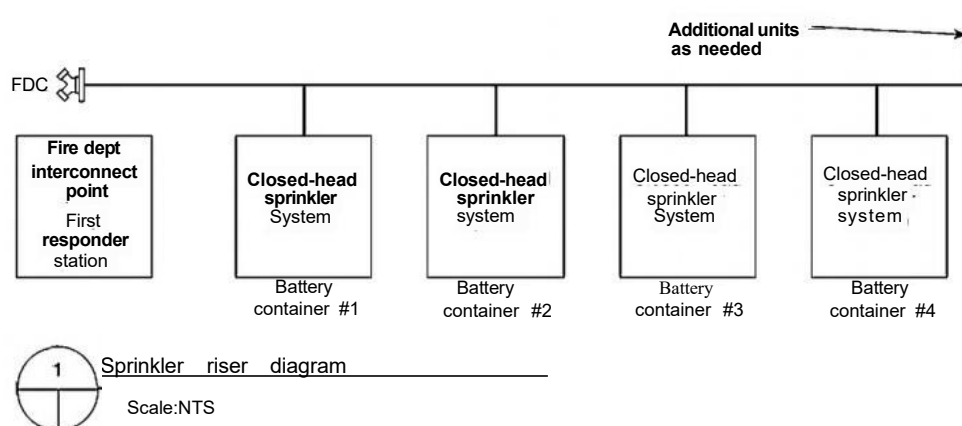 Additional units
as needed
FDC
Fire dept
interconnect
point
First
responder
station
Closed-head
sprinkler
System
Closed-head
sprinkler
system
Closed-head
sprinkler
System
Closed-head
sprinkler
system
Battery
container #1
Battery
container #2
Battery
container #3
Battery
container #4
1
Sprinkler riser diagram
Scale:NTS